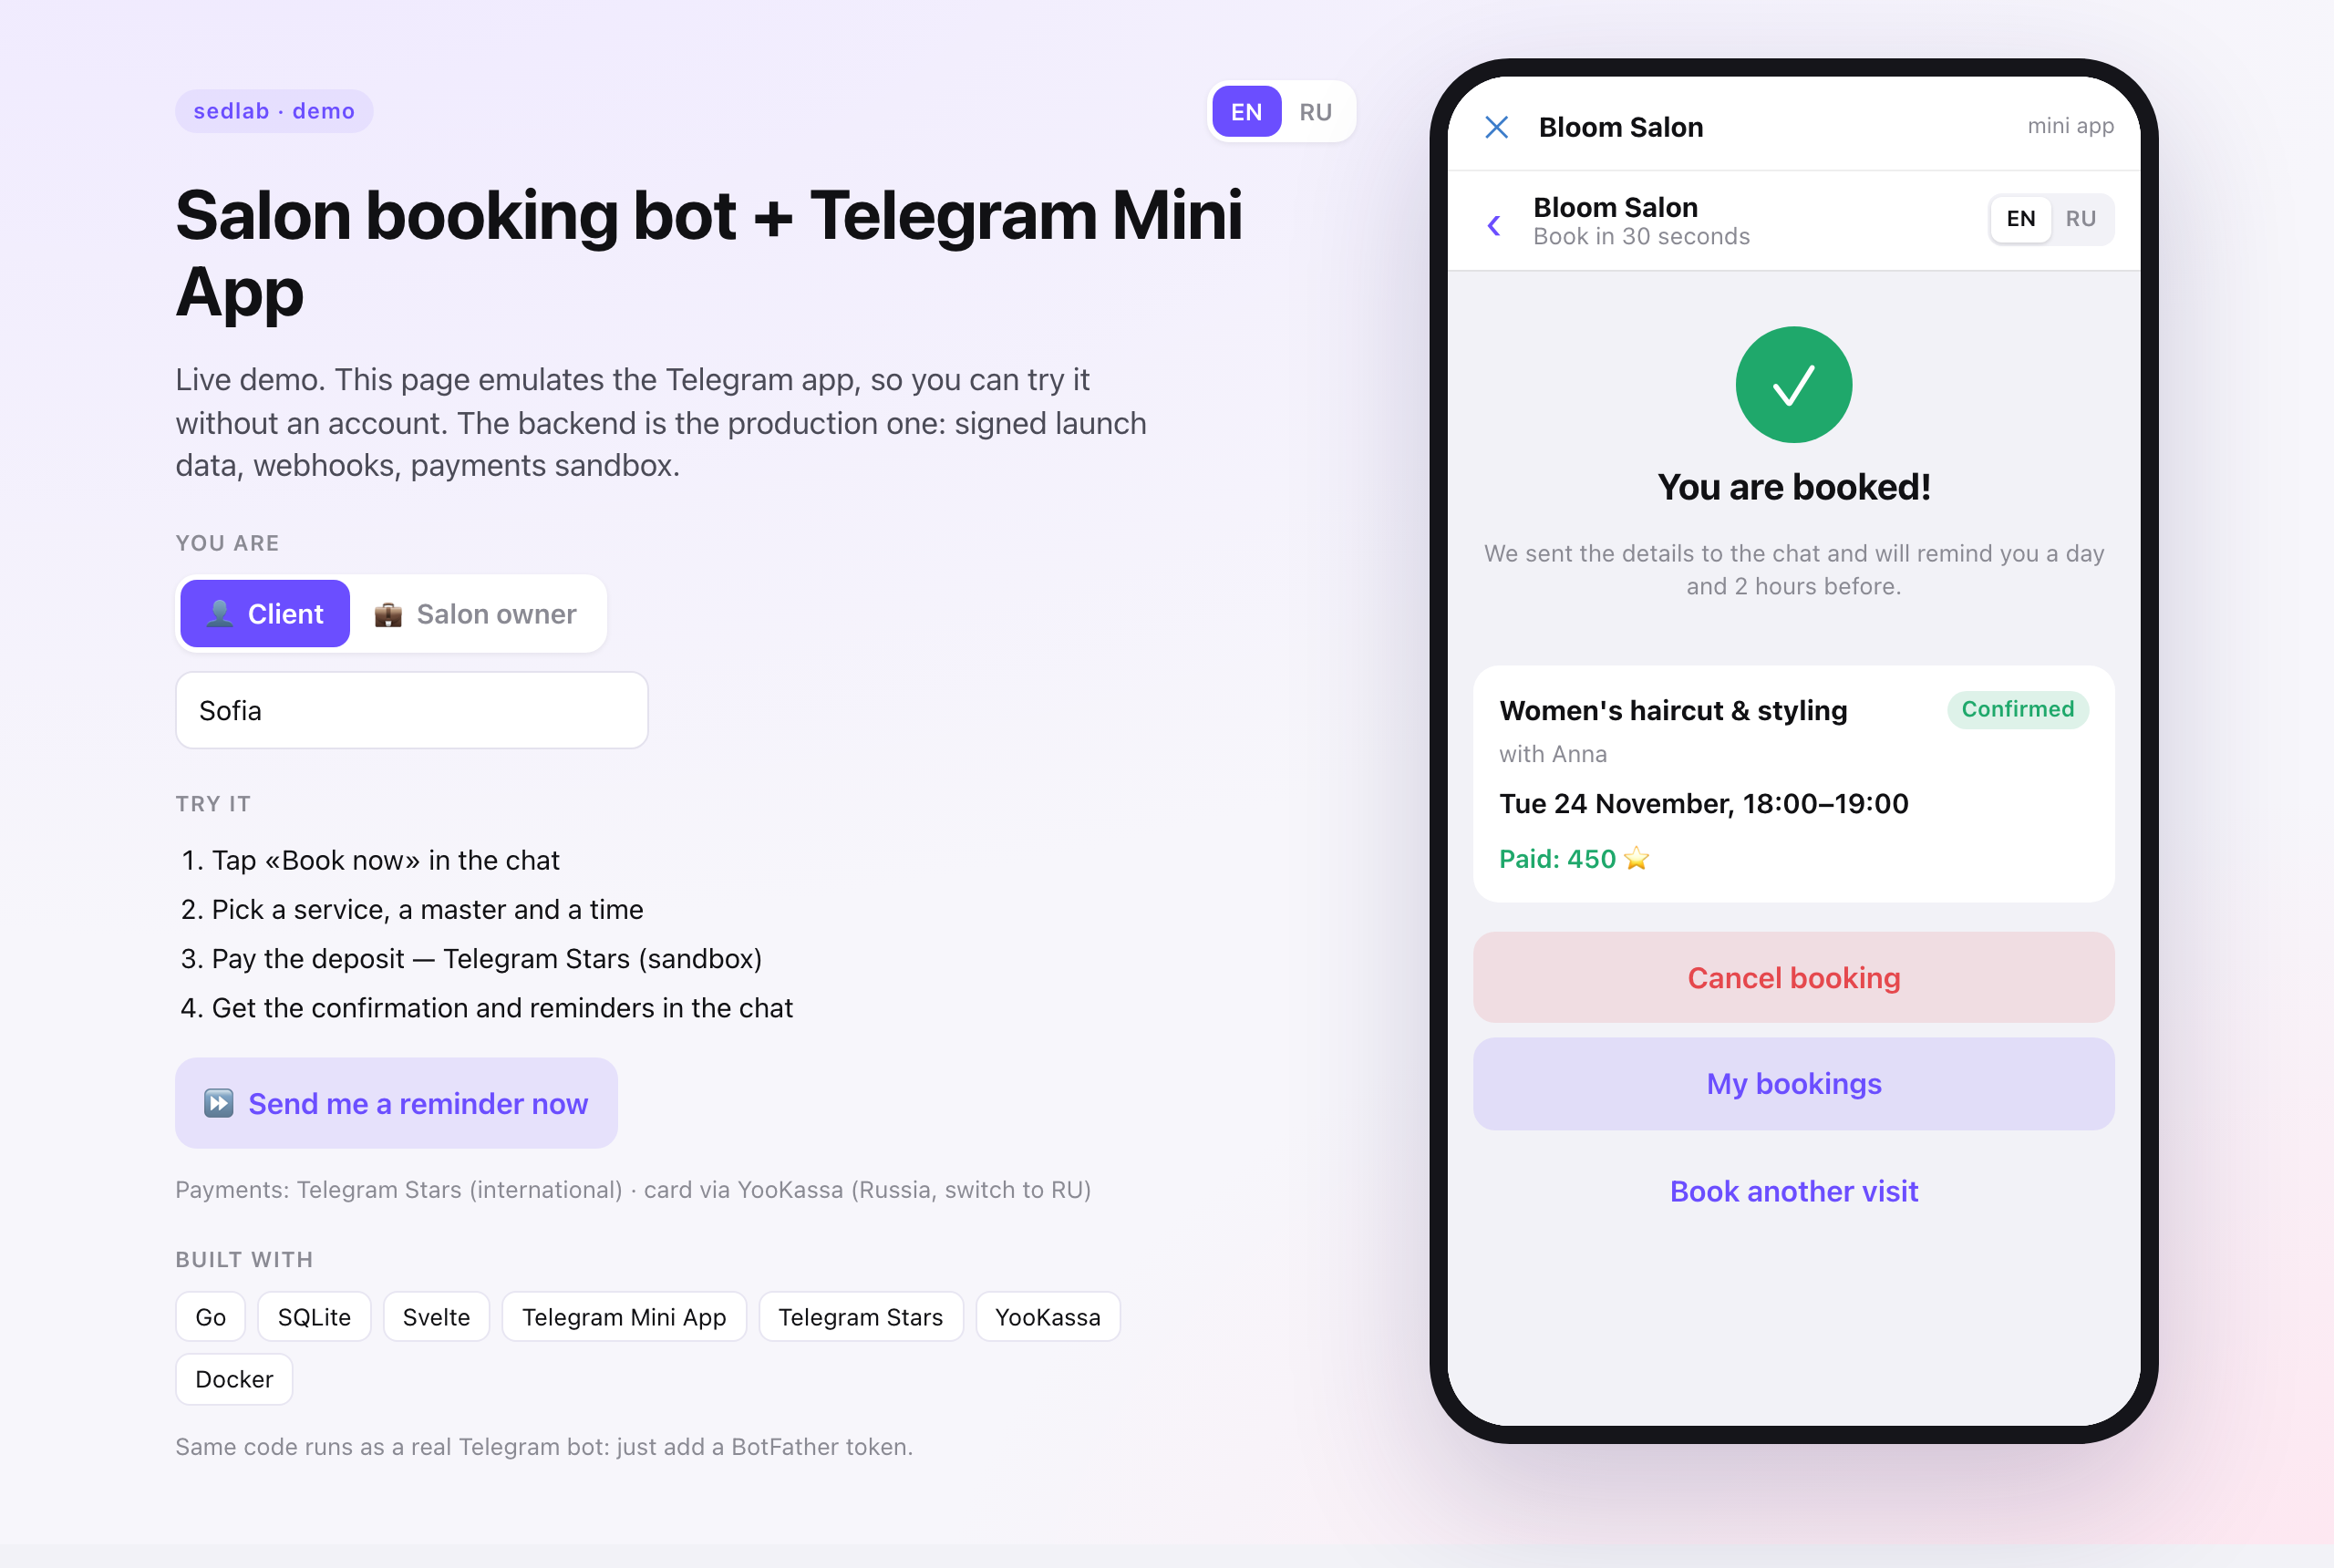 sedlab · demo
EN RU
Salon booking bot + Telegram Mini
App
Live demo. This page emulates the Telegram app, so you can try it
without an account. The backend is the production one: signed launch
data, webhooks, payments sandbox.
YOU ARE
👤 Client 💼 Salon owner
Sofia
TRY IT
1. Tap «Book now» in the chat
2. Pick a service, a master and a time
3. Pay the deposit — Telegram Stars (sandbox)
4. Get the confirmation and reminders in the chat
⏩ Send me a reminder now
Payments: Telegram Stars (international) · card via YooKassa (Russia, switch to RU)
BUILT WITH
Go SQLite Svelte Telegram Mini App Telegram Stars YooKassa
Docker
Same code runs as a real Telegram bot: just add a BotFather token.
Bloom Salon mini app
Bloom Salon
Book in 30 seconds
EN RU
You are booked!
We sent the details to the chat and will remind you a day
and 2 hours before.
Women's haircut & styling Confirmed
with Anna
Tue 24 November, 18:00–19:00
Paid: 450 ⭐
Cancel booking
My bookings
Book another visit